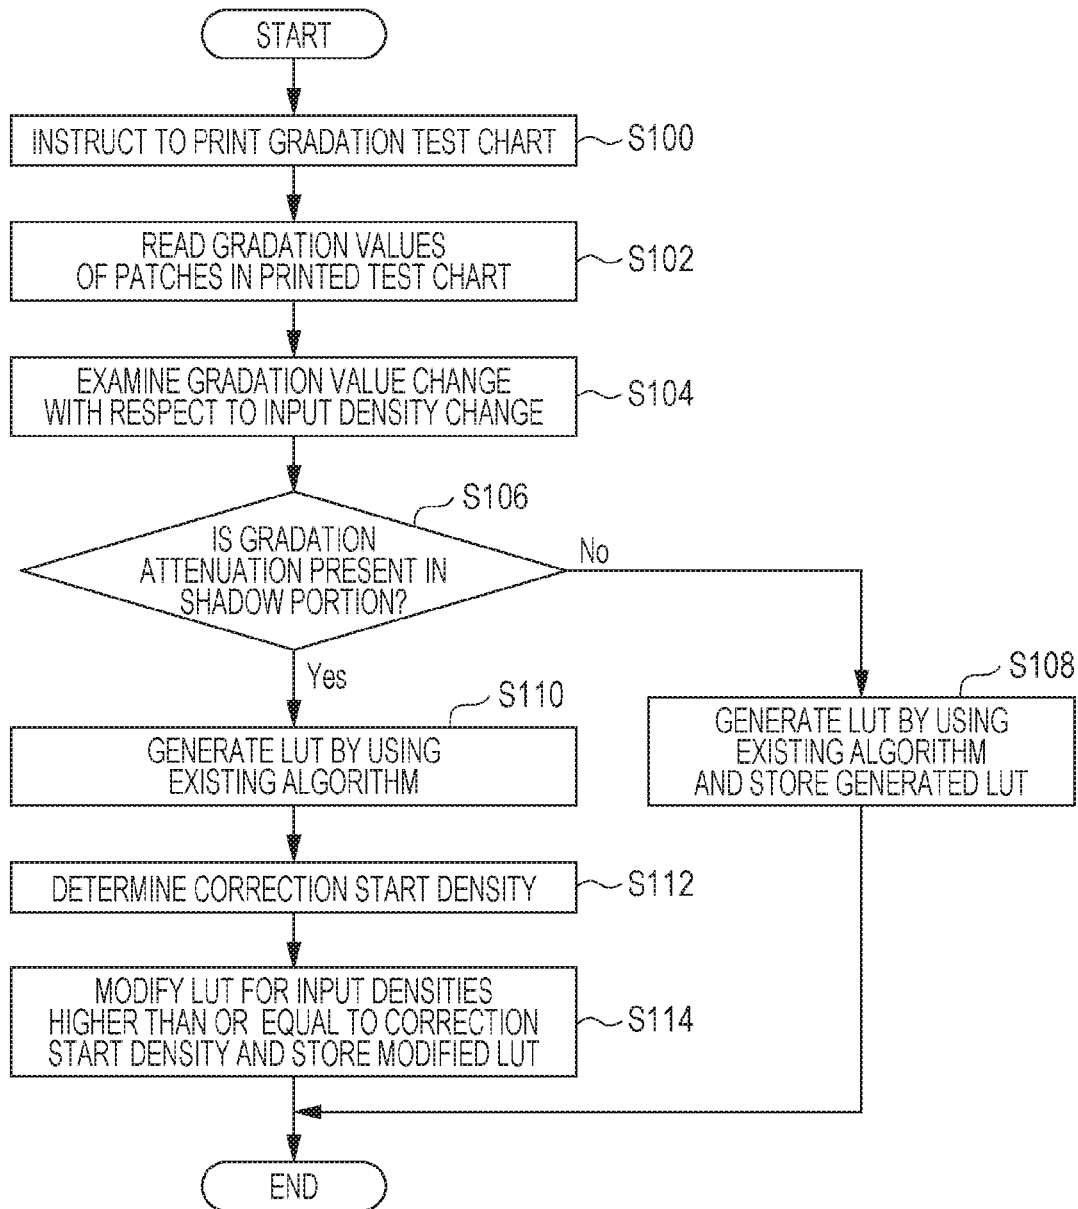 START
INSTRUCT TO PRINT GRADATION TEST CHART
S100
READ GRADATION VALUES
OF PATCHES IN PRINTED TEST CHART
S102
EXAMINE GRADATION VALUE CHANGE
WITH RESPECT TO INPUT DENSITY CHANGE
S104
S106
IS GRADATION
ATTENUATION PRESENT IN
SHADOW PORTION?
No
Yes
S108
GENERATE LUT BY USING
EXISTING ALGORITHM
AND STORE GENERATED LUT
S110
GENERATE LUT BY USING
EXISTING ALGORITHM
DETERMINE CORRECTION START DENSITY
S112
MODIFY LUT FOR INPUT DENSITIES
HIGHER THAN OR EQUAL TO CORRECTION
START DENSITY AND STORE MODIFIED LUT
S114
END